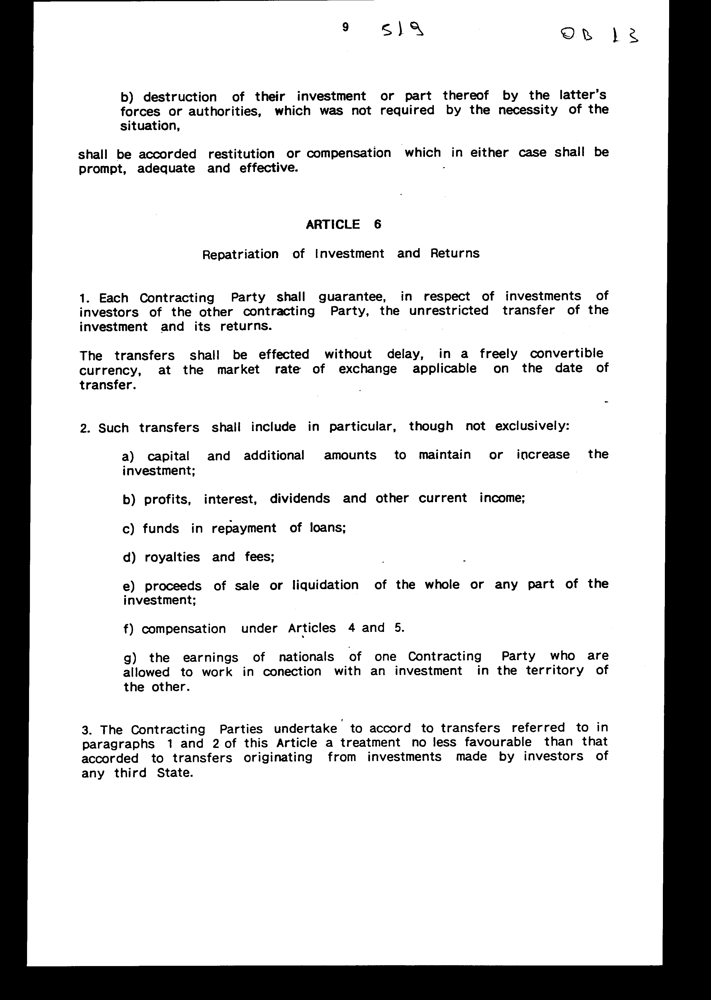 9 519 OB 13
b) destruction of their investment or part thereof by the latter's
forces or authorities, which was not required by the necessity of the
situation,
shall be accorded restitution or compensation which in either case shall be
prompt, adequate and effective.
ARTICLE 6
Repatriation of Investment and Returns
1. Each Contracting Party shall guarantee, in respect of investments of
investors of the other contracting Party, the unrestricted transfer of the
investment and its returns.
The transfers shall be effected without delay, in a freely convertible
currency, at the market rate of exchange applicable on the date of
transfer.
2. Such transfers shall include in particular, though not exclusively:
a) capital and additional amounts to maintain or increase the
investment;
b) profits, interest, dividends and other current income;
c) funds in repayment of loans;
d) royalties and fees;
e) proceeds of sale or liquidation of the whole or any part of the
investment;
f) compensation under Articles 4 and 5.
g) the earnings of nationals of one Contracting Party who are
allowed to work in conection with an investment in the territory of
the other.
3. The Contracting Parties undertake to accord to transfers referred to in
paragraphs 1 and 2 of this Article a treatment no less favourable than that
accorded to transfers originating from investments made by investors of
any third State.